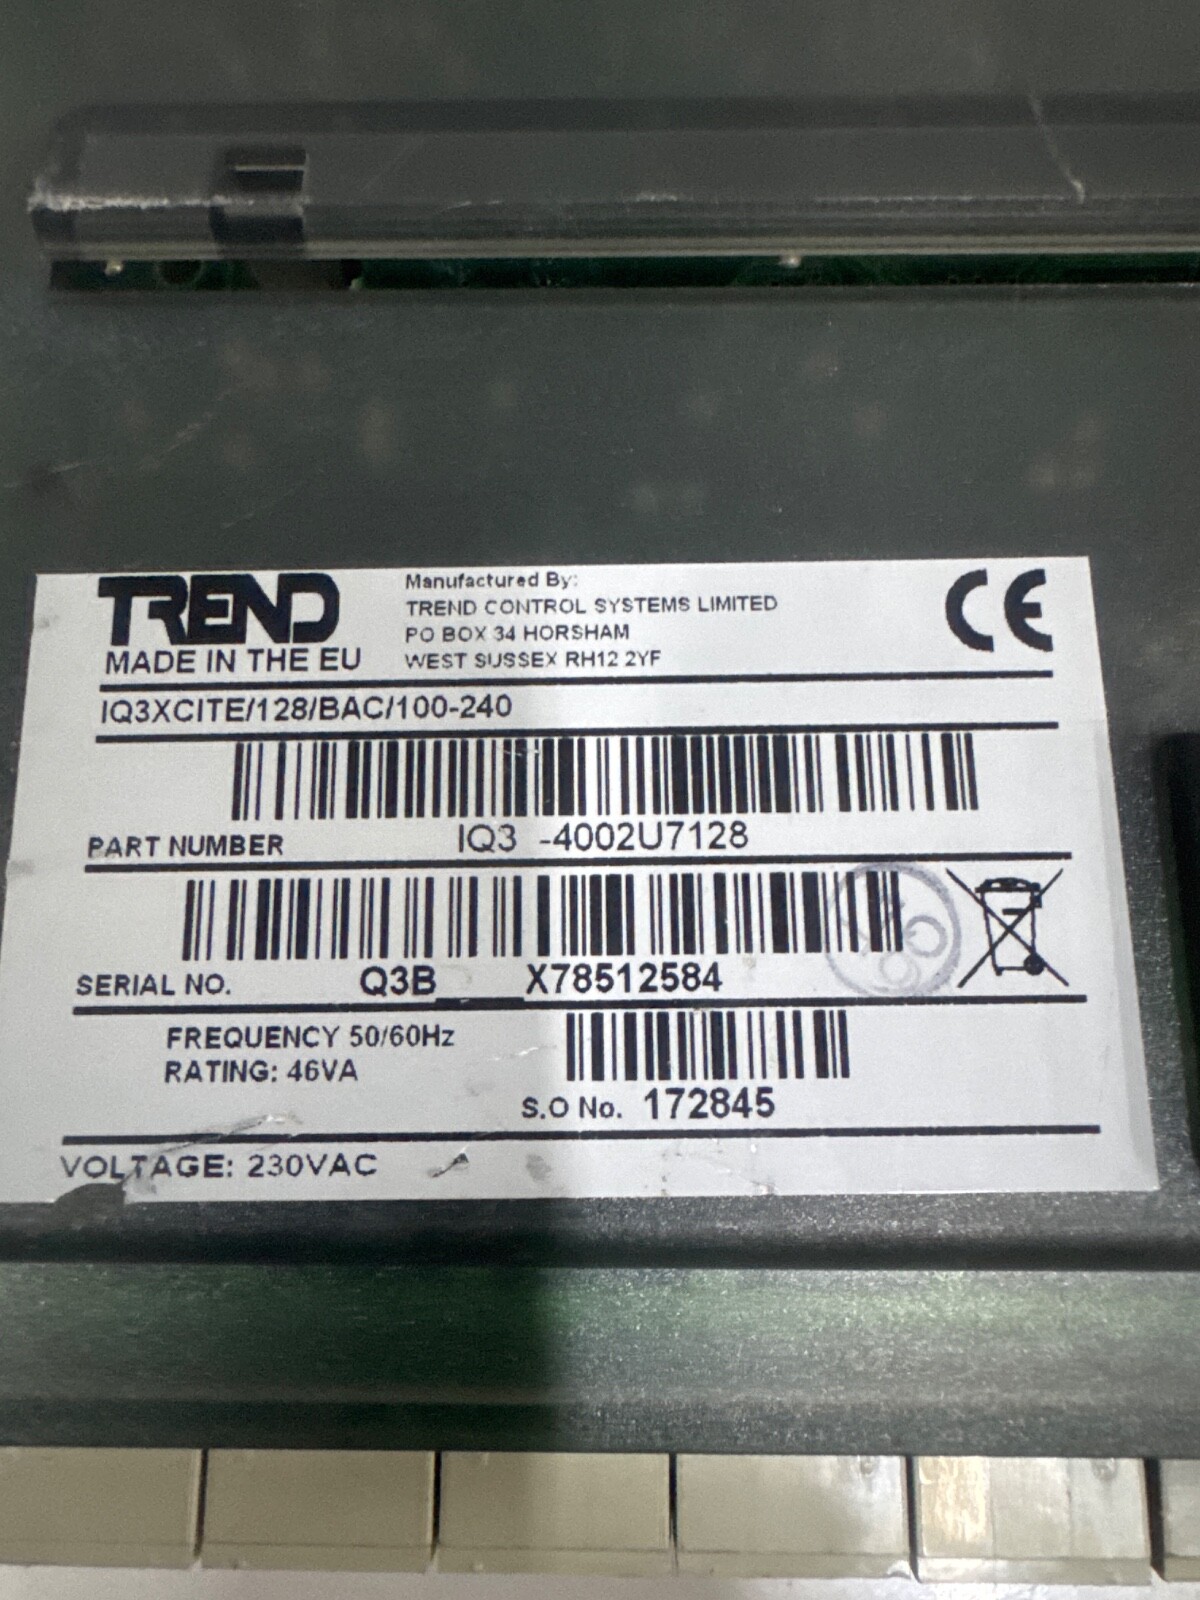 TREND
MADE IN THE EU
Manufactured By:
TREND CONTROL SYSTEMS LIMITED
PO BOX 34 HORSHAM
WEST SUSSEX RH12 2YF
CE
IQ3XCITE/128/BAC/100-240
PART NUMBER IQ3 -4002U7128
SERIAL NO. Q3B___X78512584
FREQUENCY 50/60Hz
RATING: 46VA
S.O No. 172845
VOLTAGE: 230VAC